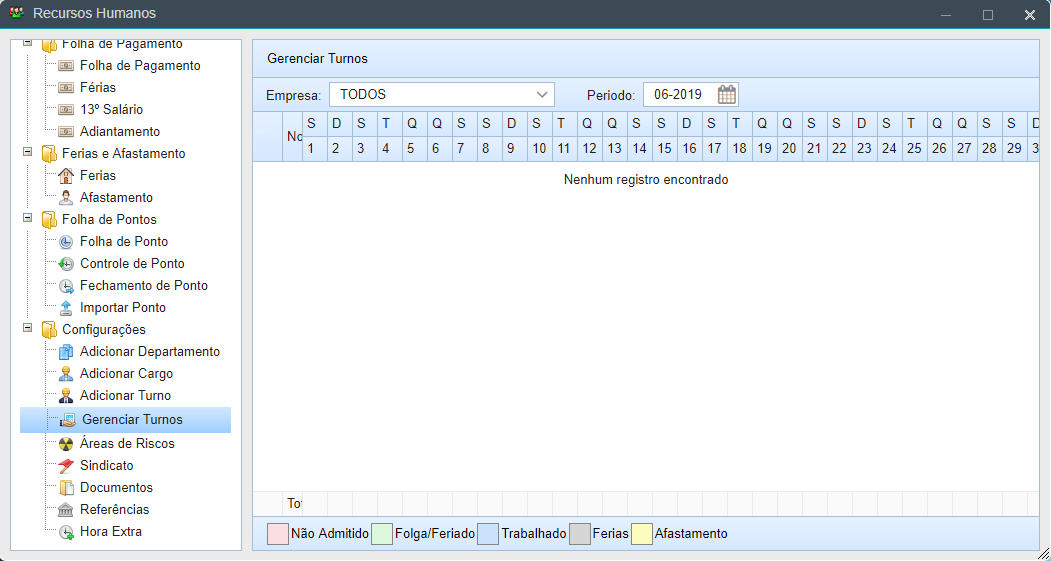 Recursos Humanos
Folha de Pagamento
Folha de Pagamento
Férias
13º Salário
Adiantamento
Ferias e Afastamento
Ferias
Afastamento
Folha de Pontos
Folha de Ponto
Controle de Ponto
Fechamento de Ponto
Importar Ponto
Configurações
Adicionar Departamento
Adicionar Cargo
Adicionar Turno
Gerenciar Turnos
Áreas de Riscos
Sindicato
Documentos
Referências
Hora Extra
Gerenciar Turnos
Empresa: TODOS Periodo: 06-2019
No S D S T Q Q S S D S T Q Q S S D S T Q Q S S D S T Q Q S S D
1 2 3 4 5 6 7 8 9 10 11 12 13 14 15 16 17 18 19 20 21 22 23 24 25 26 27 28 29 3
Nenhum registro encontrado
Tot
Não Admitido Folga/Feriado Trabalhado Ferias Afastamento